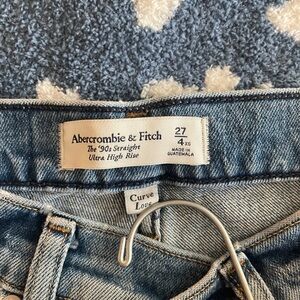 Abercrombie & Fitch
The '90s Straight
Ultra High Rise
27
4 XS
MADE IN
GUATEMALA
Curve
Love